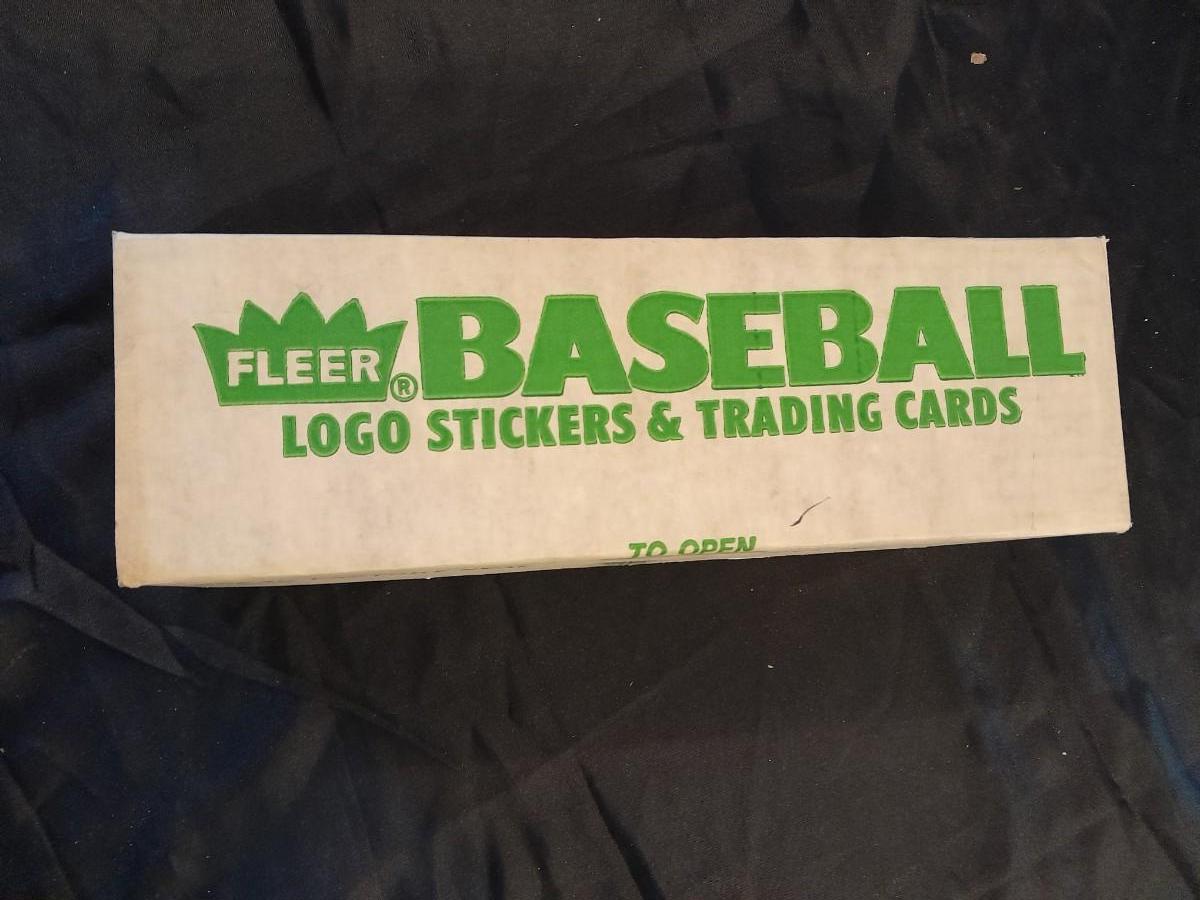 FLEER® BASEBALL
LOGO STICKERS & TRADING CARDS
TO OPEN